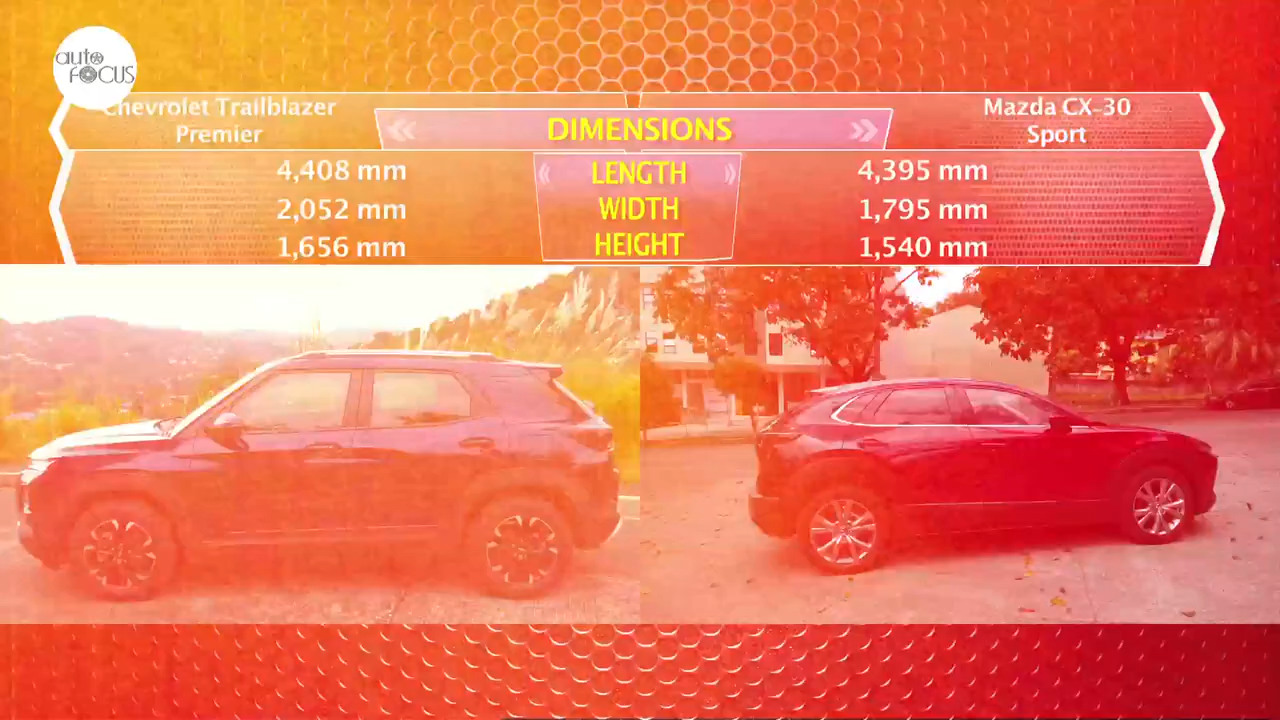 auto
FOCUS
Chevrolet Trailblazer
Premier
DIMENSIONS
Mazda CX-30
Sport
4,408 mm LENGTH 4,395 mm
2,052 mm WIDTH 1,795 mm
1,656 mm HEIGHT 1,540 mm